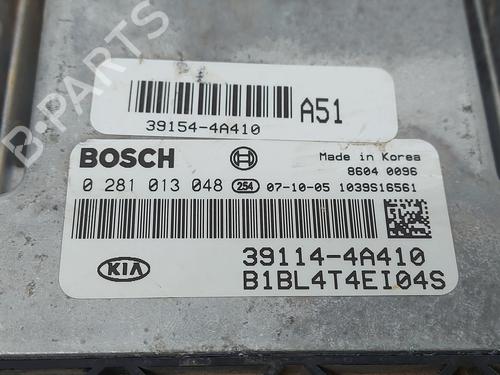 39154-4A410 A51
BOSCH Made in Korea
8604 0096
0 281 013 048 254 07-10-05 1039S16561
KIA 39114-4A410
B1BL4T4EI04S
B-PARTS